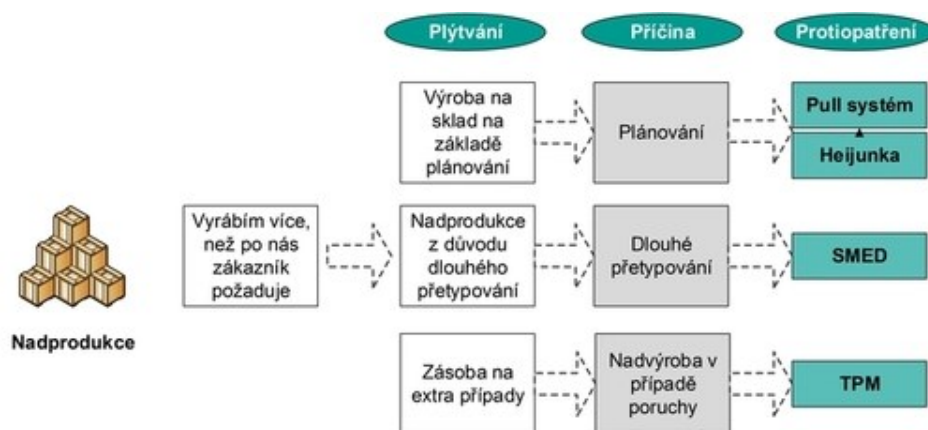 Plýtvání
Příčina
Protiopatření
Výroba na
sklad na
základě
plánování
Plánování
Pull systém
Heijunka
Vyrábím více,
než po nás
zákazník
požaduje
Nadprodukce
z důvodu
dlouhého
přetypování
Dlouhé
přetypování
SMED
Nadprodukce
Zásoba na
extra případy
Nadvýroba v
případě
poruchy
TPM